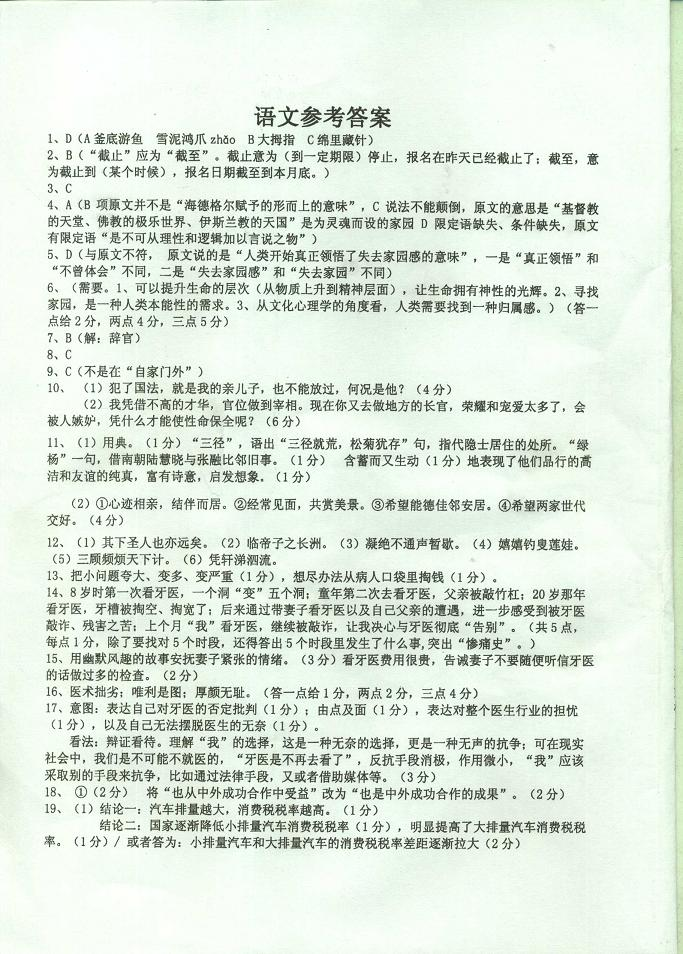 语文参考答案
1、D（A釜底游鱼 雪泥鸿爪zhǎo B大拇指 C绵里藏针）
2、B（“截止”应为“截至”。截止意为（到一定期限）停止，报名在昨天已经截止了；截至，意
为截止到（某个时候），报名日期截至到本月底。）
3、C
4、A（B 项原文并不是“海德格尔赋予的形而上的意味”，C 说法不能颠倒，原文的意思是“基督教
的天堂、佛教的极乐世界、伊斯兰教的天国”是为灵魂而设的家园 D 限定语缺失、条件缺失，原文
有限定语“是不可从理性和逻辑加以言说之物”）
5、D（与原文不符， 原文说的是“人类开始真正领悟了失去家园感的意味”，一是“真正领悟”和
“不曾体会”不同，二是“失去家园感”和“失去家园”不同）
6、（需要。1、可以提升生命的层次（从物质上升到精神层面），让生命拥有神性的光辉。2、寻找
家园，是一种人类本能性的需求。3、从文化心理学的角度看，人类需要找到一种归属感。）（答一
点给2分，两点4分，三点5分）
7、B（解：辞官）
8、C
9、C（不是在“自家门外”）
10、 （1）犯了国法，就是我的亲儿子，也不能放过，何况是他？（4分）
（2）我凭借不高的才华，官位做到宰相。现在你又去做地方的长官，荣耀和宠爱太多了，会
被人嫉妒，凭什么才能使性命保全呢？（6分）
11、（1）用典。（1分）“三径”，语出“三径就荒，松菊犹存”句，指代隐士居住的处所。“绿
杨”一句，借南朝陆慧晓与张融比邻旧事。（1分） 含蓄而又生动（1分）地表现了他们品行的高
洁和友谊的纯真，富有诗意，启发想象。（1分）
（2）①心迹相亲，结伴而居。②经常见面，共赏美景。③希望能德佳邻安居。④希望两家世代
交好。（4分）
12、（1）其下圣人也亦远矣。（2）临帝子之长洲。（3）凝绝不通声暂歇。（4）嬉嬉钓叟莲娃。
（5）三顾频烦天下计。（6）凭轩涕泗流。
13、把小问题夸大、变多、变严重（1分），想尽办法从病人口袋里掏钱（1分）。
14、8岁时第一次看牙医，一个洞“变”五个洞；童年第二次去看牙医，父亲被敲竹杠；20岁那年
看牙医，牙槽被掏空、掏宽了；后来通过带妻子看牙医以及自己父亲的遭遇，进一步感受到被牙医
敲诈、残害之苦；上个月“我”看牙医，继续被敲诈，让我决心与牙医彻底“告别”。（共5点，
每点1分，除了要找对5个时段，还得答出5个时段里发生了什么事,突出“惨痛史”。）
15、用幽默风趣的故事安抚妻子紧张的情绪。（3分）看牙医费用很贵，告诫妻子不要随便听信牙医
的话做过多的检查。（2分）
16、医术拙劣；唯利是图；厚颜无耻。（答一点给1分，两点2分，三点4分）
17、意图：表达自己对牙医的否定批判（1分）；由点及面（1分），表达对整个医生行业的担忧
（1分），以及自己无法摆脱医生的无奈（1分）。
看法：辩证看待。理解“我”的选择，这是一种无奈的选择，更是一种无声的抗争；可在现实
社会中，我们是不可能不就医的，“牙医是不再去看了”，反抗手段消极，作用微小，“我”应该
采取别的手段来抗争，比如通过法律手段，又或者借助媒体等。（3分）
18、 ①（2分） 将“也从中外成功合作中受益”改为“也是中外成功合作的成果”。（2分）
19、（1）结论一：汽车排量越大，消费税税率越高。（1分）
结论二：国家逐渐降低小排量汽车消费税税率（1分），明显提高了大排量汽车消费税税
率。（1分）/ 或者答为：小排量汽车和大排量汽车的消费税税率差距逐渐拉大（2分）